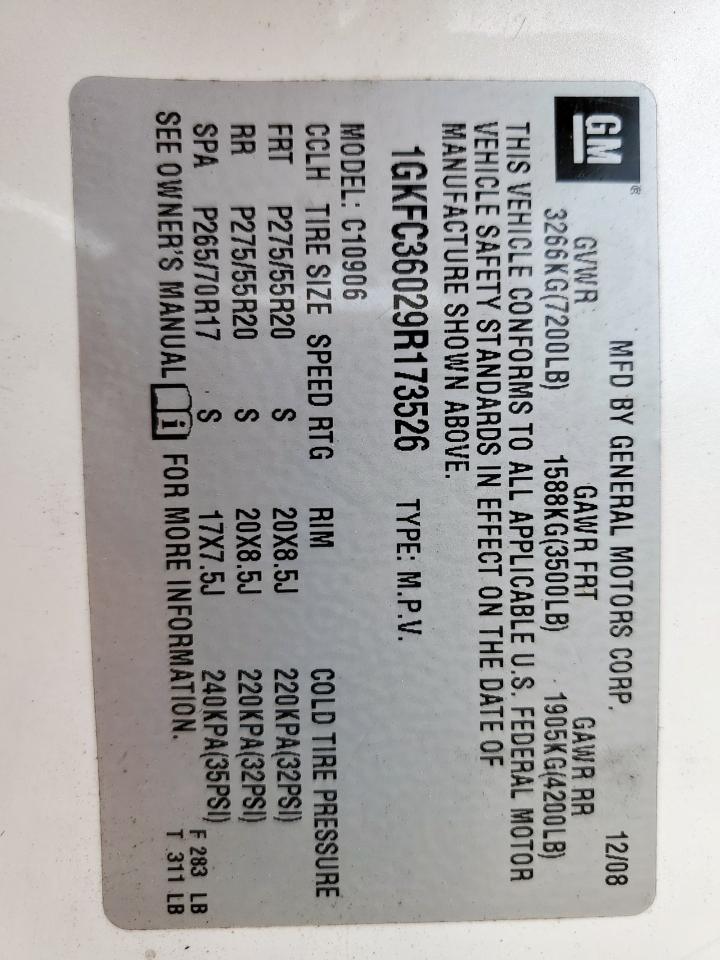 GM®
MFD BY GENERAL MOTORS CORP. 12/08
GVWR GAWR FRT GAWR RR
3266KG(7200LB) 1588KG(3500LB) 1905KG(4200LB)
THIS VEHICLE CONFORMS TO ALL APPLICABLE U.S. FEDERAL MOTOR
VEHICLE SAFETY STANDARDS IN EFFECT ON THE DATE OF
MANUFACTURE SHOWN ABOVE.
1GKFC36029R173526 TYPE: M.P.V.
MODEL: C10906
CCLH TIRE SIZE SPEED RTG RIM COLD TIRE PRESSURE
FRT P275/55R20 S 20X8.5J 220KPA(32PSI)
RR P275/55R20 S 20X8.5J 220KPA(32PSI)
SPA P265/70R17 S 17X7.5J 240KPA(35PSI)
SEE OWNER'S MANUAL i FOR MORE INFORMATION.
F 283 LB
T 311 LB